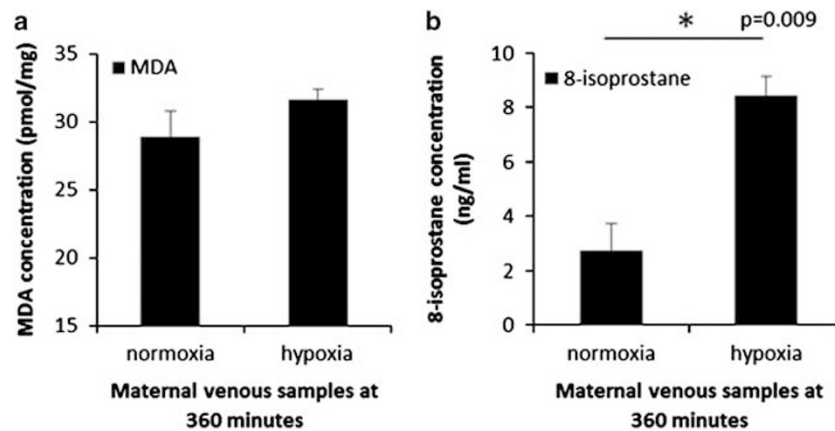 a
MDA concentration (pmol/mg)
35
30
25
20
15
MDA
normoxia
hypoxia
Maternal venous samples at
360 minutes
b
8-isoprostane concentration
(ng/ml)
10
8
6
4
2
0
* p=0.009
8-isoprostane
normoxia
hypoxia
Maternal venous samples at
360 minutes